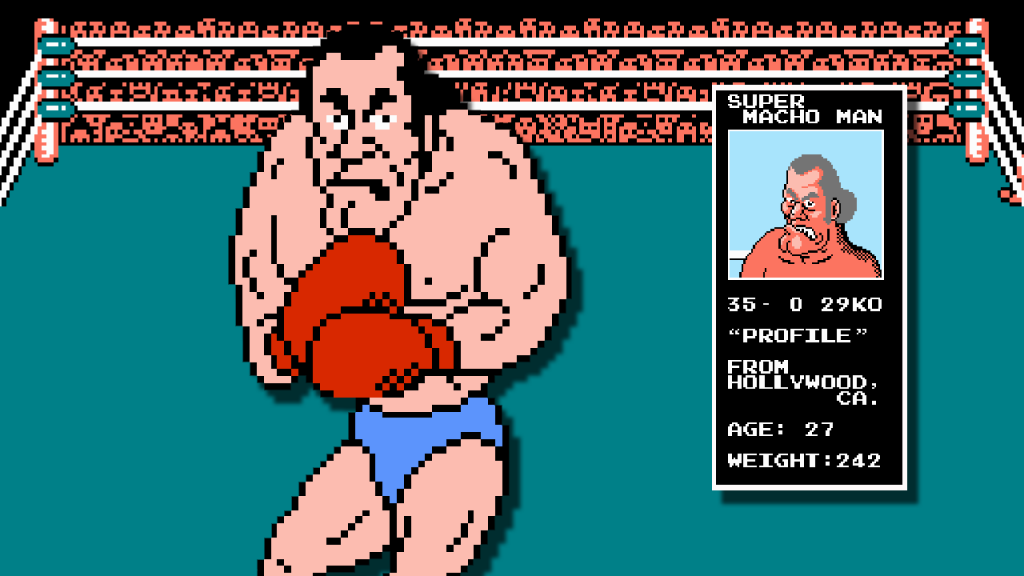 SUPER
MACHO MAN
35- 0 29KO
“PROFILE”
FROM
HOLLYWOOD,
CA.
AGE: 27
WEIGHT:242